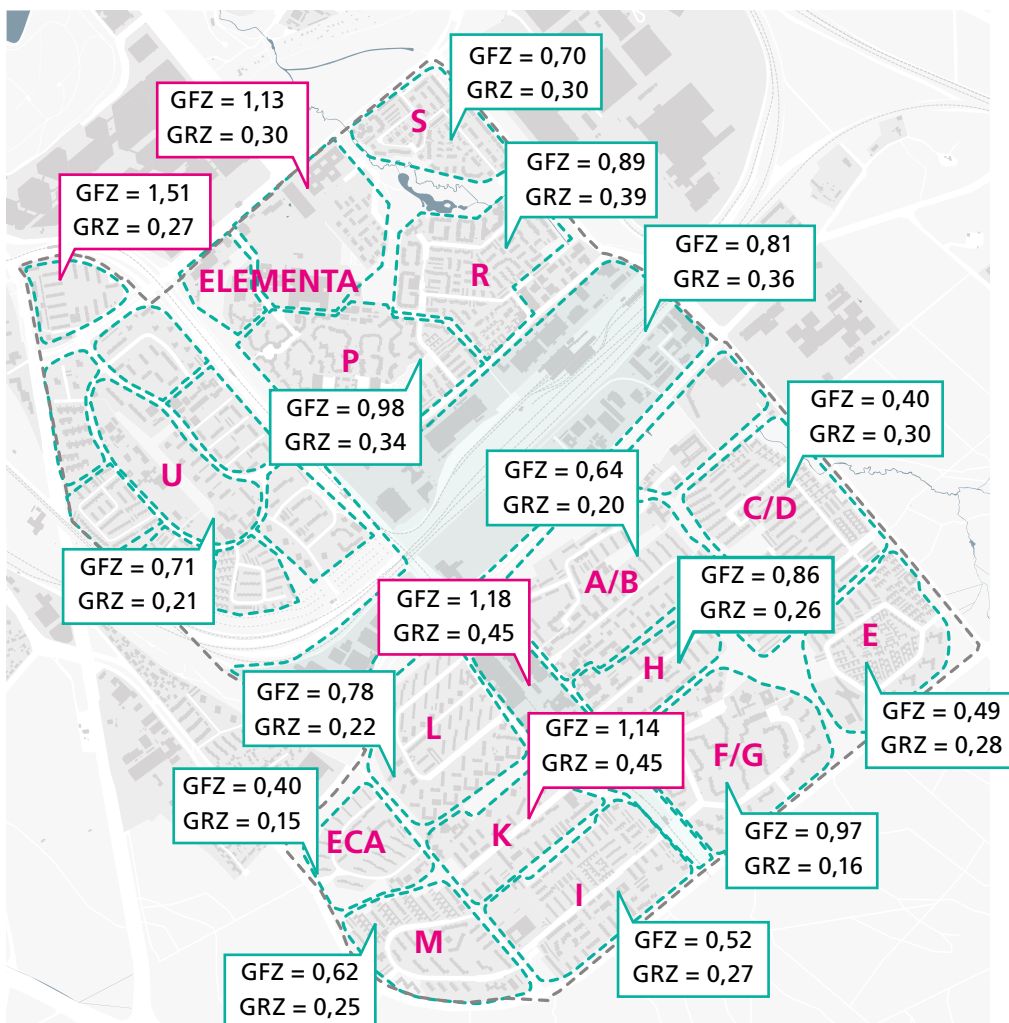 GFZ = 0,70
GRZ = 0,30
S
GFZ = 1,13
GRZ = 0,30
GFZ = 0,89
GRZ = 0,39
GFZ = 1,51
GRZ = 0,27
GFZ = 0,81
GRZ = 0,36
ELEMENTA
R
P
GFZ = 0,98
GRZ = 0,34
GFZ = 0,40
GRZ = 0,30
U
GFZ = 0,64
GRZ = 0,20
C/D
GFZ = 0,71
GRZ = 0,21
A/B
GFZ = 0,86
GRZ = 0,26
GFZ = 1,18
GRZ = 0,45
E
H
GFZ = 0,78
GRZ = 0,22
L
GFZ = 1,14
GRZ = 0,45
F/G
GFZ = 0,49
GRZ = 0,28
GFZ = 0,40
GRZ = 0,15
ECA
K
GFZ = 0,97
GRZ = 0,16
I
M
GFZ = 0,52
GRZ = 0,27
GFZ = 0,62
GRZ = 0,25